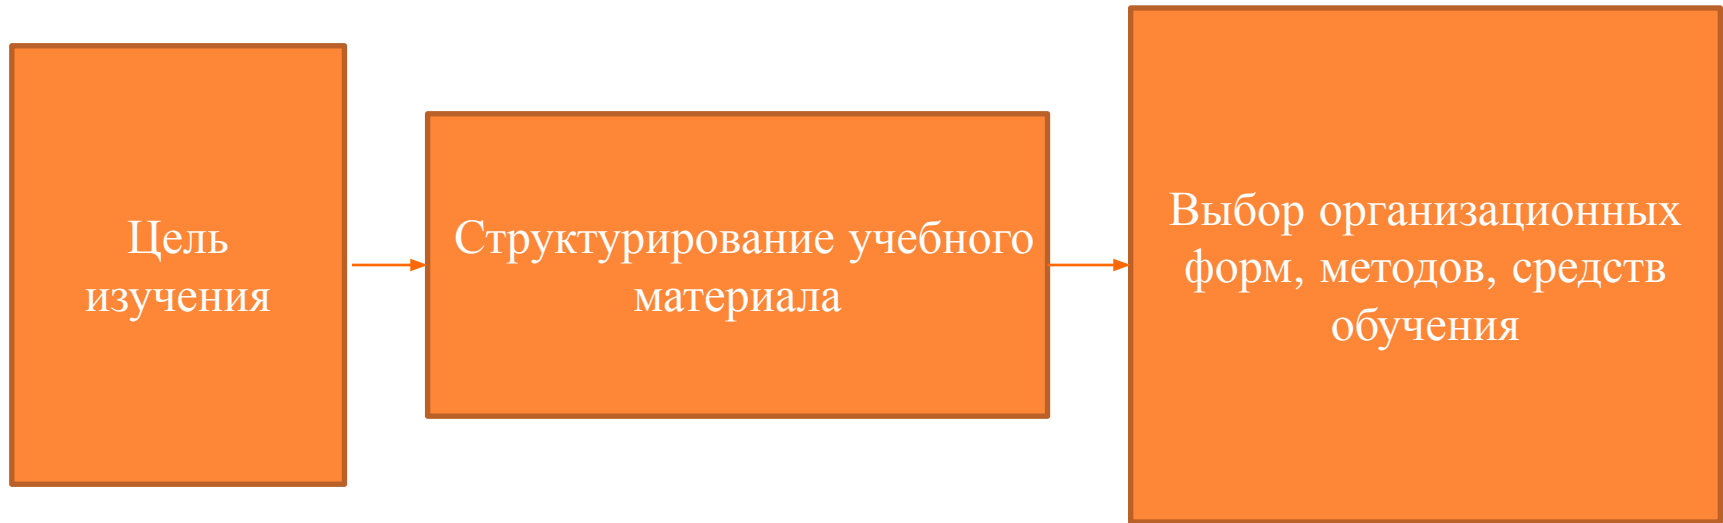 Цель
изучения
Структурирование учебного
материала
Выбор организационных
форм, методов, средств
обучения